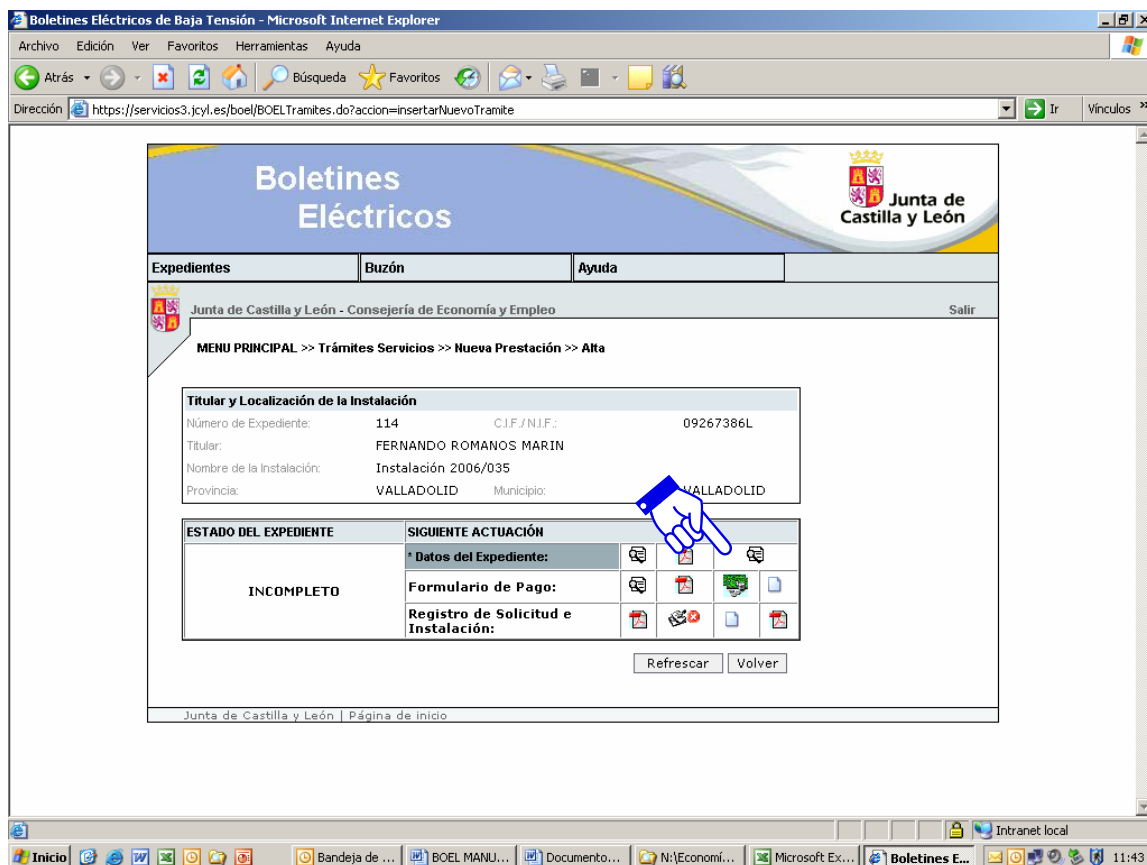 Boletines Eléctricos de Baja Tensión - Microsoft Internet Explorer
Archivo Edición Ver Favoritos Herramientas Ayuda
Atrás Búsqueda Favoritos
Dirección https://servicios3.jcyl.es/boel/BOELTramites.do?accion=insertarNuevoTramite Ir Vínculos »
Boletines
Eléctricos
Junta de
Castilla y León
Expedientes Buzón Ayuda
Junta de Castilla y León - Consejería de Economía y Empleo Salir
MENU PRINCIPAL >> Trámites Servicios >> Nueva Prestación >> Alta
Titular y Localización de la Instalación
Número de Expediente: 114 C.I.F./N.I.F.: 09267386L
Titular: FERNANDO ROMANOS MARIN
Nombre de la Instalación: Instalación 2006/035
Provincia: VALLADOLID Municipio: VALLADOLID
ESTADO DEL EXPEDIENTE SIGUIENTE ACTUACIÓN
* Datos del Expediente:
INCOMPLETO Formulario de Pago:
Registro de Solicitud e
Instalación:
Refrescar Volver
Junta de Castilla y León | Página de inicio
Intranet local
Inicio Bandeja de ... BOEL MANU... Documento... N:\Economí... Microsoft Ex... Boletines E... 11:43